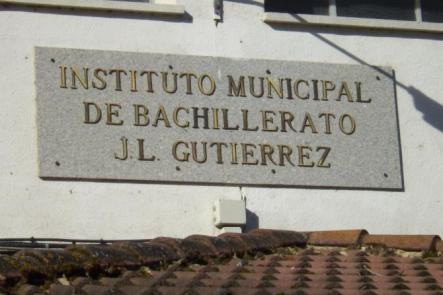 INSTITUTO MUNICIPAL
DE BACHILLERATO
J.L. GUTIERREZ